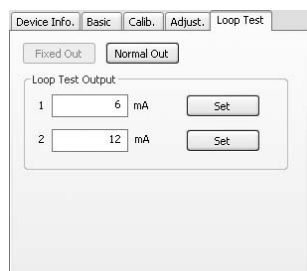 Device Info. Basic Calib. Adjust. Loop Test
Fixed Out Normal Out
Loop Test Output
1 6 mA Set
2 12 mA Set